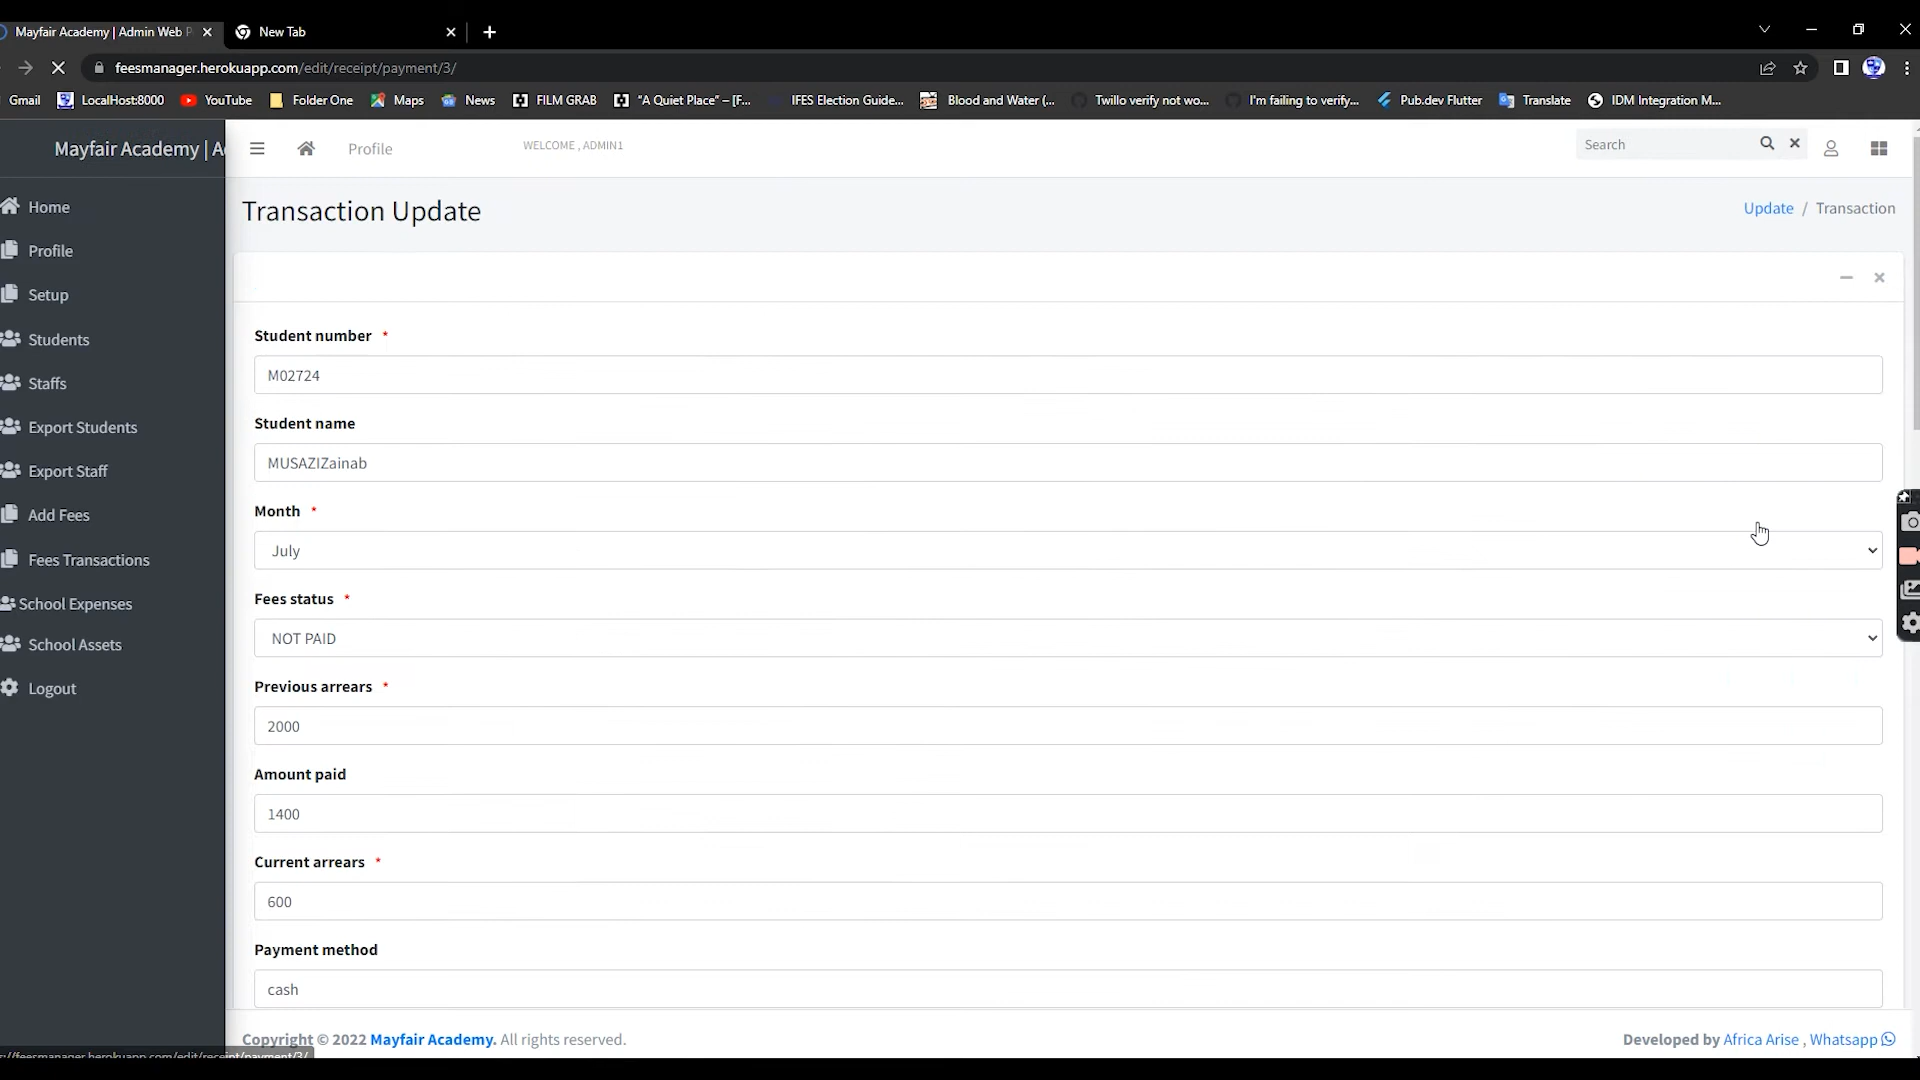 Mayfair Academy | Admin Web P
New Tab
feesmanager.herokuapp.com/edit/receipt/payment/3/
Gmail
LocalHost:8000
YouTube
Folder One
Maps
News
FILM GRAB
"A Quiet Place" – [F...
IFES Election Guide...
Blood and Water (...
Twillo verify not wo...
I'm failing to verify...
Pub.dev Flutter
Translate
IDM Integration M...
Mayfair Academy | A
Profile
WELCOME , ADMIN1
Search
Home
Profile
Setup
Students
Staffs
Export Students
Export Staff
Add Fees
Fees Transactions
School Expenses
School Assets
Logout
Transaction Update
Update / Transaction
Student number *
M02724
Student name
MUSAZIZainab
Month *
July
Fees status *
NOT PAID
Previous arrears *
2000
Amount paid
1400
Current arrears *
600
Payment method
cash
Copyright © 2022 Mayfair Academy. All rights reserved.
Developed by Africa Arise , Whatsapp
s://feesmanager.herokuapp.com/edit/receipt/payment/3/